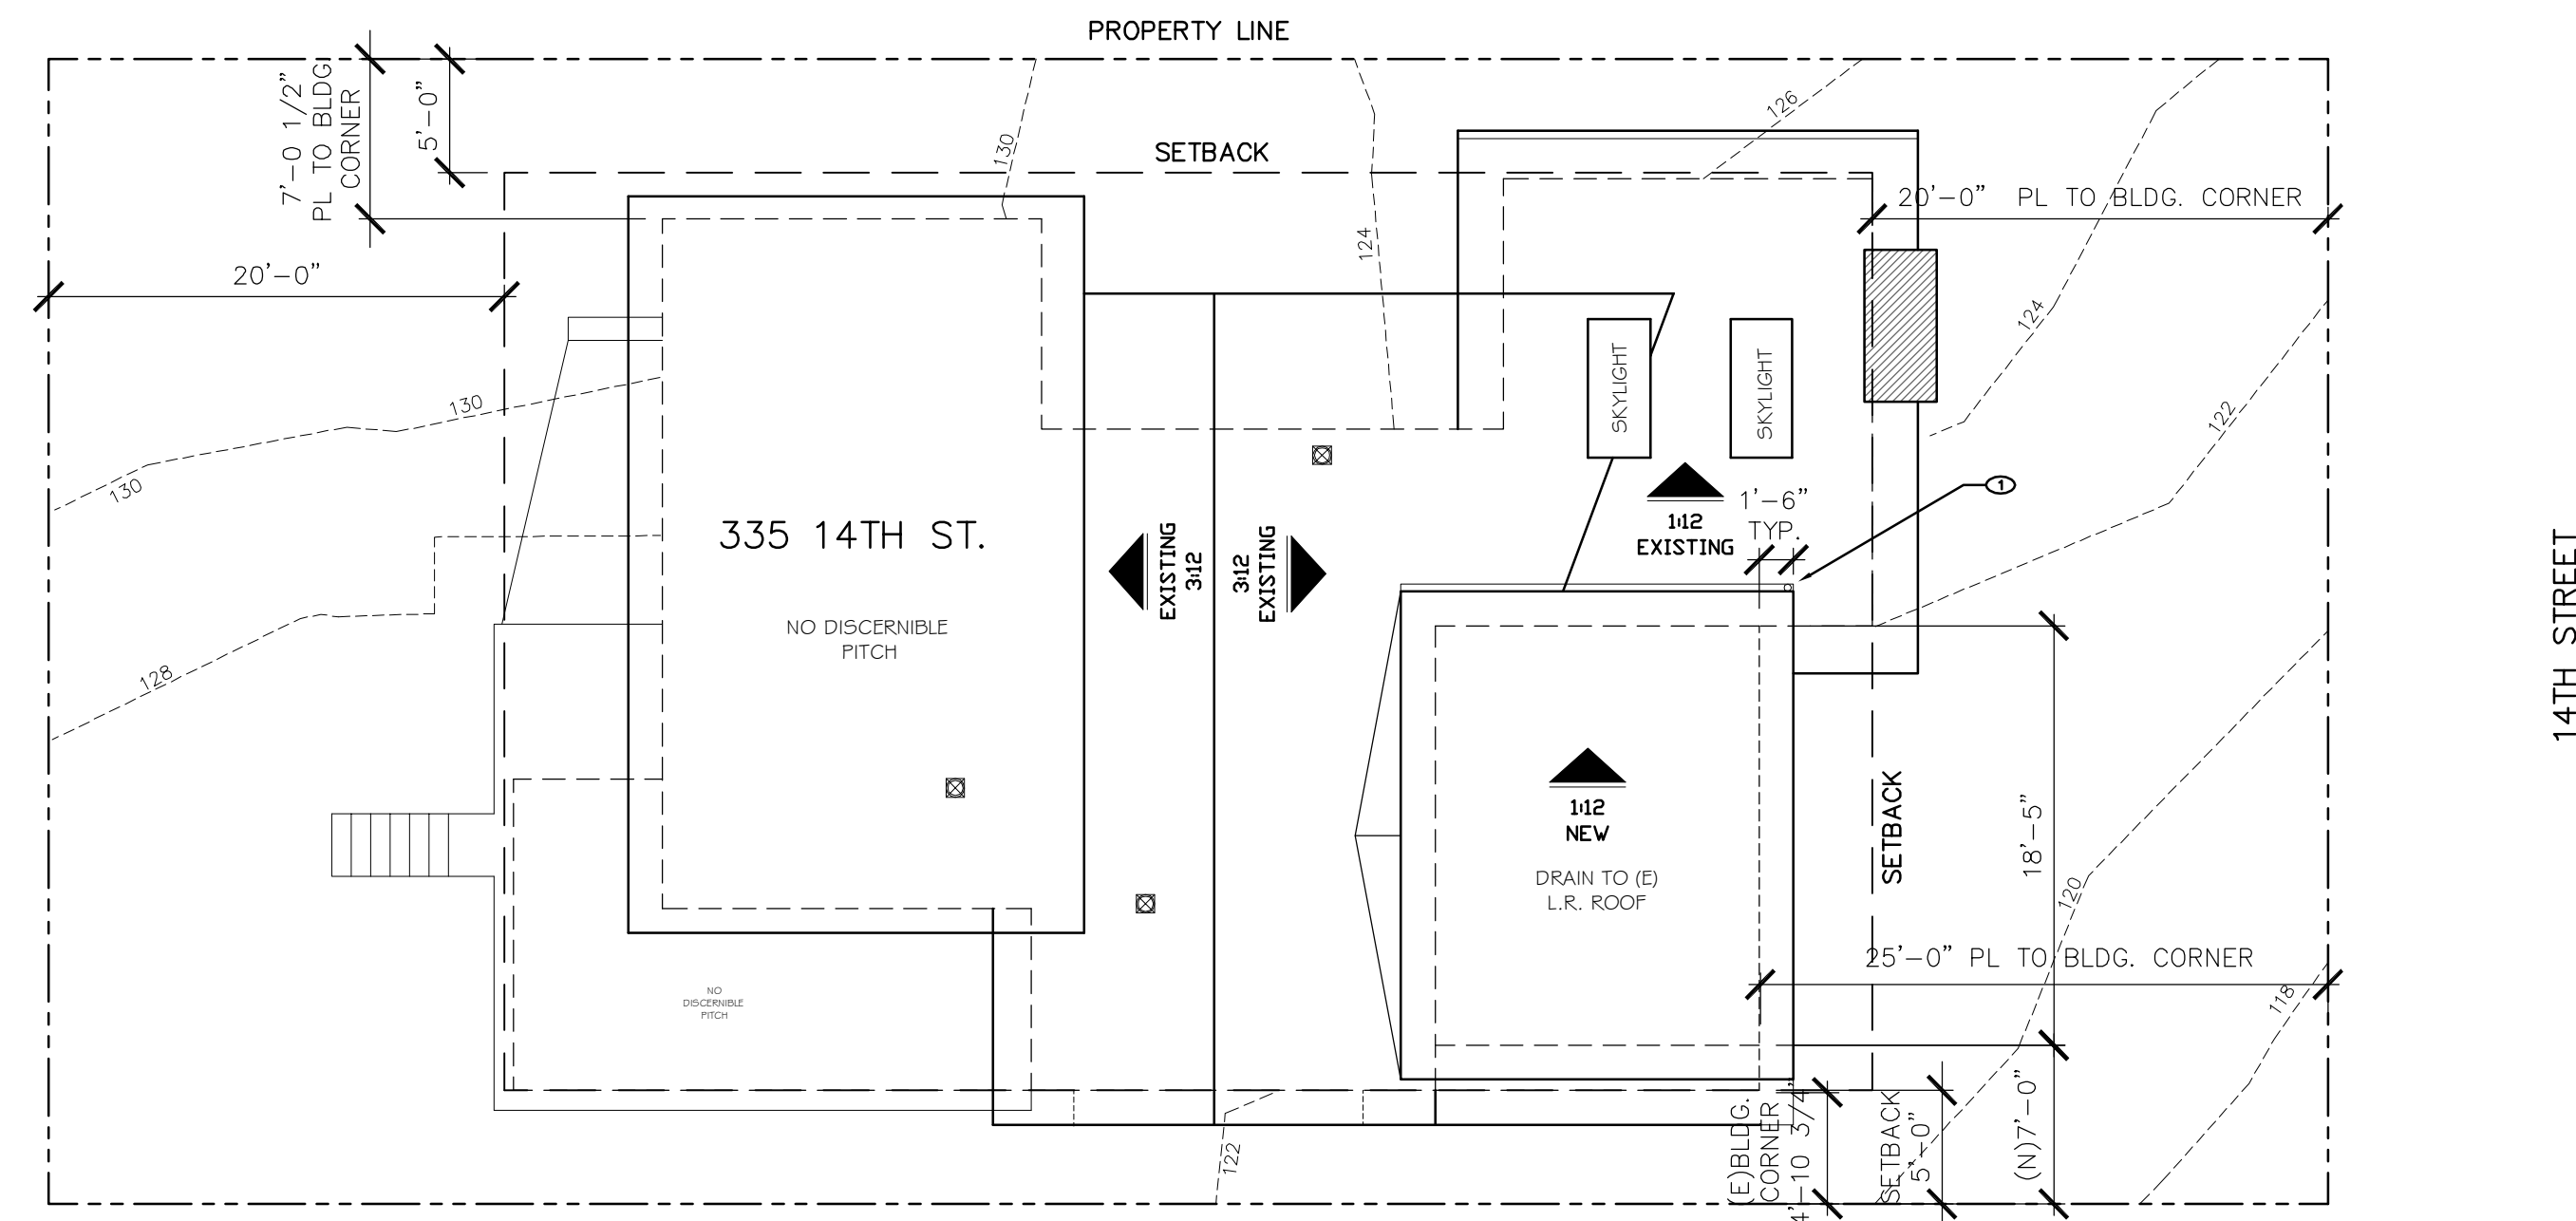 PROPERTY LINE
7'-0 1/2"
PL TO BLDG
CORNER
5'-0"
SETBACK
130
126
124
20'-0" PL TO BLDG. CORNER
20'-0"
124
SKYLIGHT
SKYLIGHT
130
130
122
1
335 14TH ST.
EXISTING
3:12
3:12
EXISTING
1:12
EXISTING
1'-6"
TYP.
NO DISCERNIBLE
PITCH
14TH STREET
128
1:12
NEW
DRAIN TO (E)
L.R. ROOF
SETBACK
18'-5"
120
25'-0" PL TO BLDG. CORNER
NO
DISCERNIBLE
PITCH
118
122
(E)BLDG.
CORNER
4'-10 3/4"
SETBACK
5'-0"
(N)7'-0"